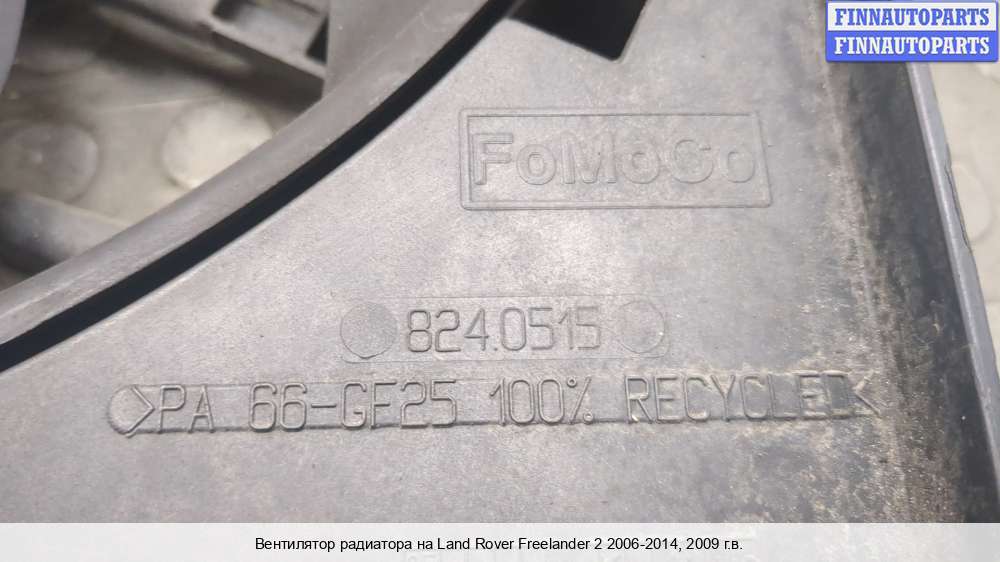 FINNAUTOPARTS
FINNAUTOPARTS
FoMoCo
824.0515
>PA 66-GF25 100% RECYCLED<
Вентилятор радиатора на Land Rover Freelander 2 2006-2014, 2009 г.в.